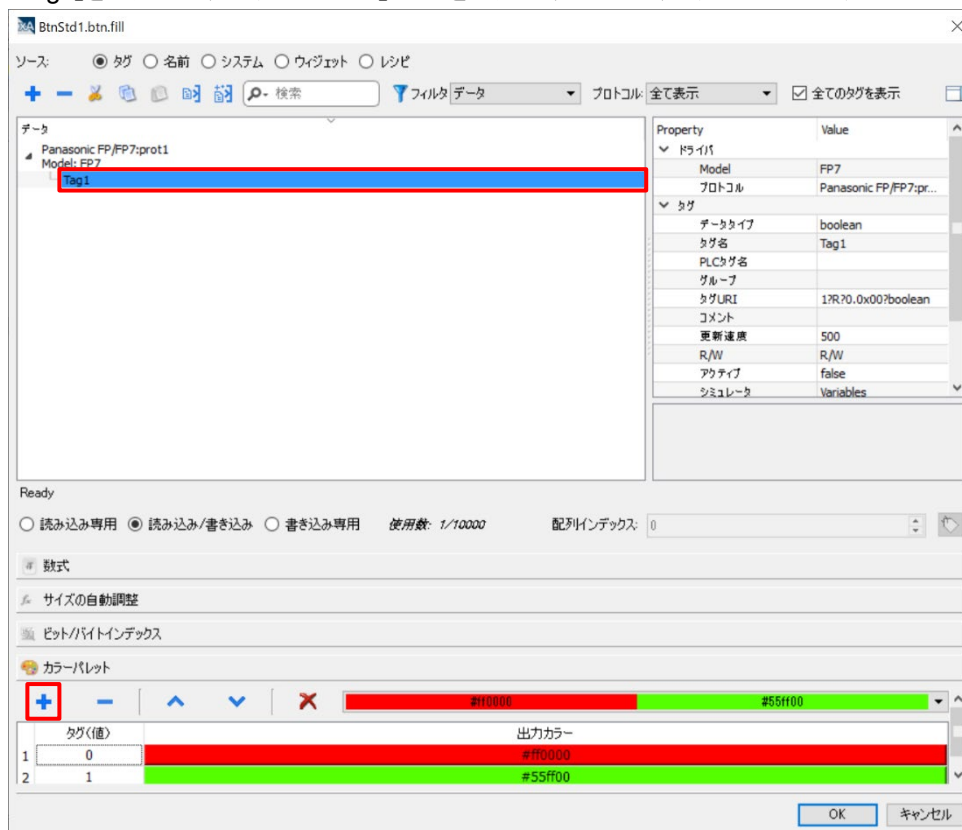 BtnStd1.btn.fill
ソース: タグ 名前 システム ウィジェット レシピ
検索 フィルタ データ プロトコル: 全て表示 全てのタグを表示
データ
Panasonic FP/FP7:prot1
Model: FP7
Tag1
Property Value
ドライバ
Model FP7
プロトコル Panasonic FP/FP7:pr...
タグ
データタイプ boolean
タグ名 Tag1
PLCタグ名
グループ
タグURI 1?R?0.0x00?boolean
コメント
更新速度 500
R/W R/W
アクティブ false
シミュレータ Variables
Ready
読み込み専用 読み込み/書き込み 書き込み専用 使用数: 1/10000 配列インデックス: 0
数式
サイズの自動調整
ビット/バイトインデックス
カラーパレット
#ff0000 #55ff00
タグ(値) 出力カラー
1 0 #ff0000
2 1 #55ff00
OK キャンセル